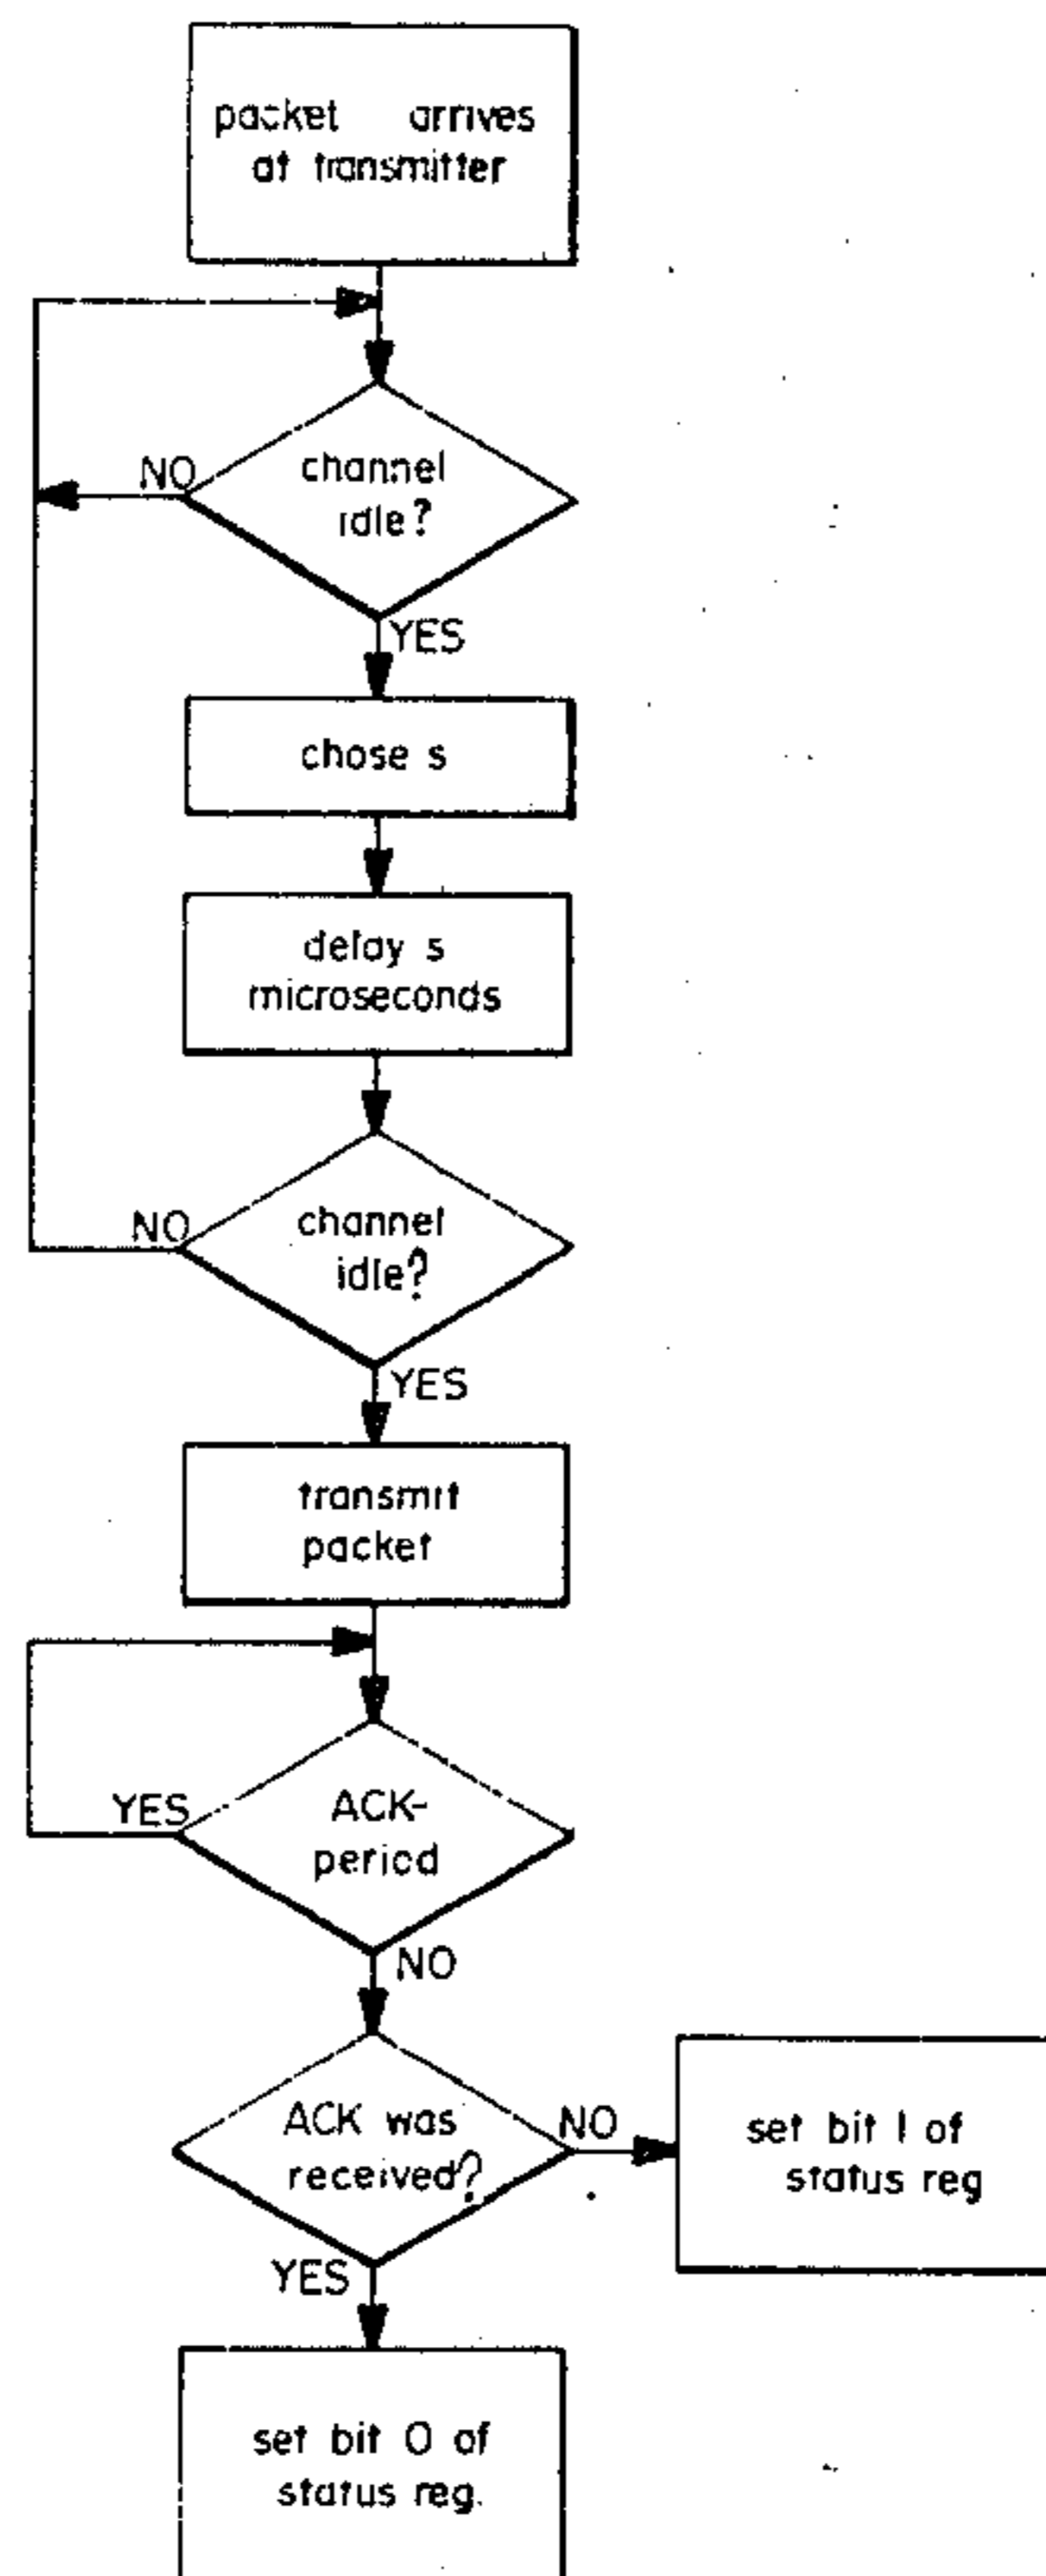 packet arrives
at transmitter
channel
idle?
NO
YES
chose s
delay s
microseconds
channel
idle?
NO
YES
transmit
packet
ACK-
period
YES
NO
ACK was
received?
NO
set bit 1 of
status reg
YES
set bit 0 of
status reg.